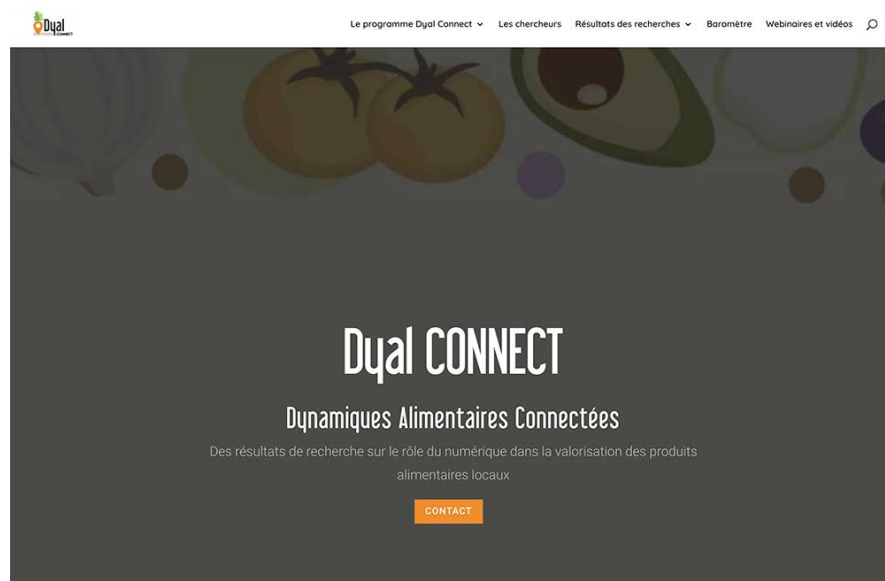 Dyal
CONNECT
Le programme Dyal Connect
Les chercheurs
Résultats des recherches
Baromètre
Webinaires et vidéos
Dyal CONNECT
Dynamiques Alimentaires Connectées
Des résultats de recherche sur le rôle du numérique dans la valorisation des produits
alimentaires locaux
CONTACT